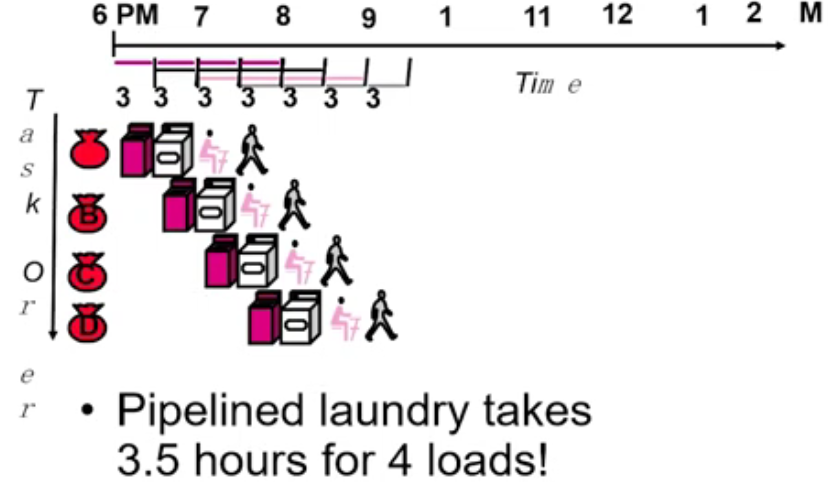 6 PM 7 8 9 1 11 12 1 2 M
Tim e
3 3 3 3 3 3 3
T
a
s
k
O
r
e
r
B
C
D
• Pipelined laundry takes
3.5 hours for 4 loads!